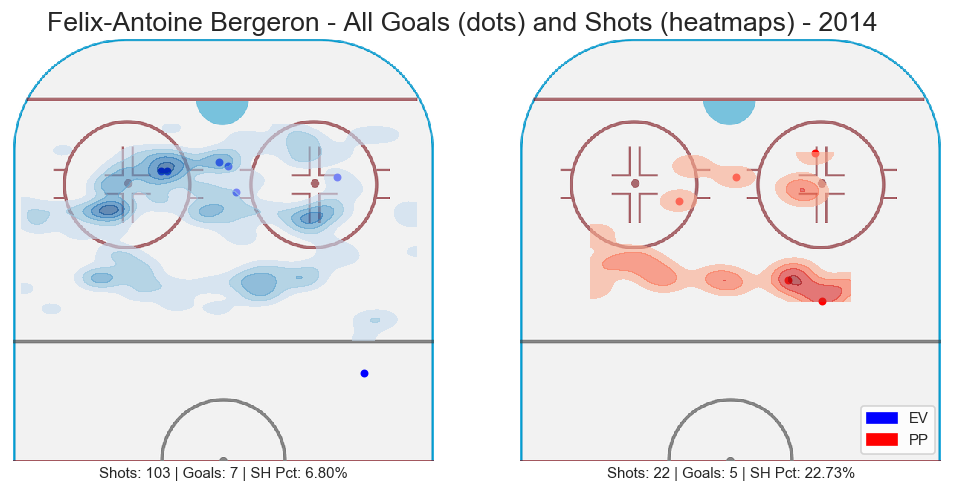 Felix-Antoine Bergeron - All Goals (dots) and Shots (heatmaps) - 2014
EV
PP
Shots: 103 | Goals: 7 | SH Pct: 6.80%
Shots: 22 | Goals: 5 | SH Pct: 22.73%